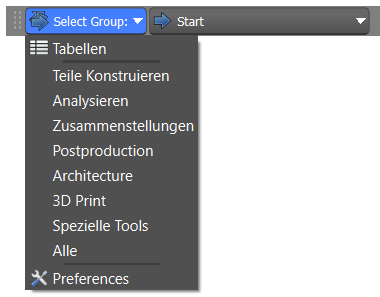 Select Group:
Start
Tabellen
Teile Konstruieren
Analysieren
Zusammenstellungen
Postproduction
Architecture
3D Print
Spezielle Tools
Alle
Preferences